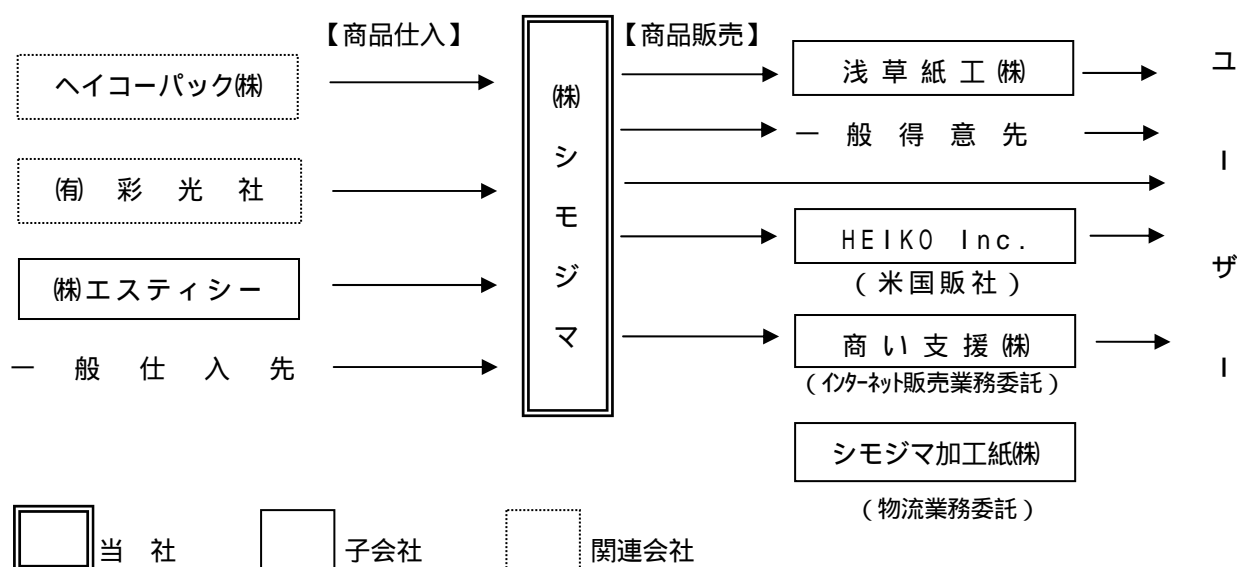 【商品仕入】
【商品販売】
ヘイコーパック㈱
㈲ 彩 光 社
㈱エスティシー
一 般 仕 入 先
㈱シモジマ
浅 草 紙 工 ㈱
一 般 得 意 先
HEIKO Inc.
(米国販社)
商 い 支 援 ㈱
(ｲﾝﾀｰﾈｯﾄ販売業務委託)
シモジマ加工紙㈱
(物流業務委託)
ユーザー
当 社
子会社
関連会社